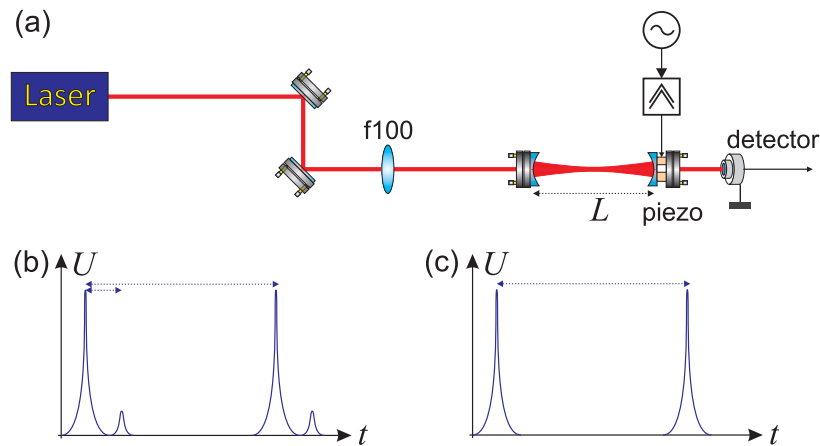 (a)
Laser
f100
detector
L
piezo
(b)
U
t
(c)
U
t